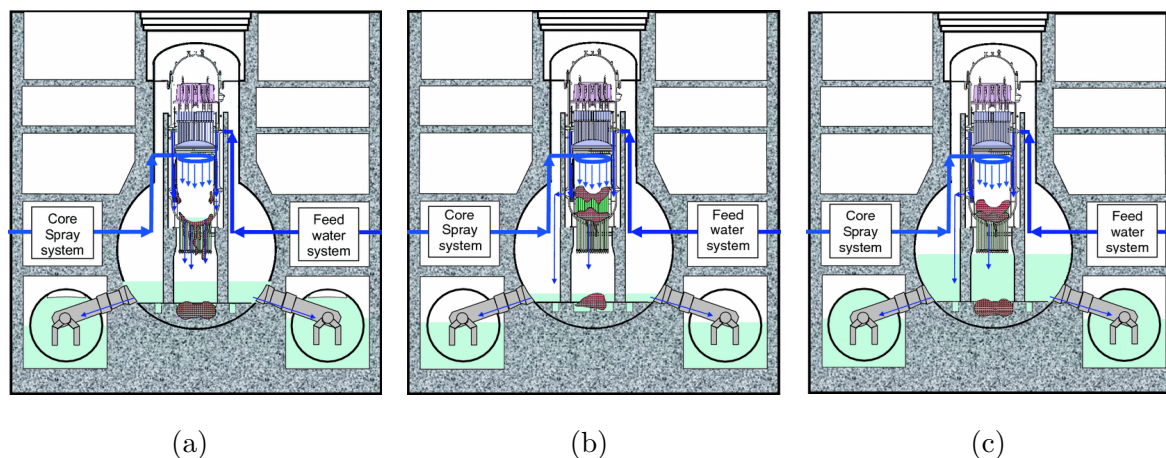 Core
Spray
system
Feed
water
system
Core
Spray
system
Feed
water
system
Core
Spray
system
Feed
water
system
(a)
(b)
(c)